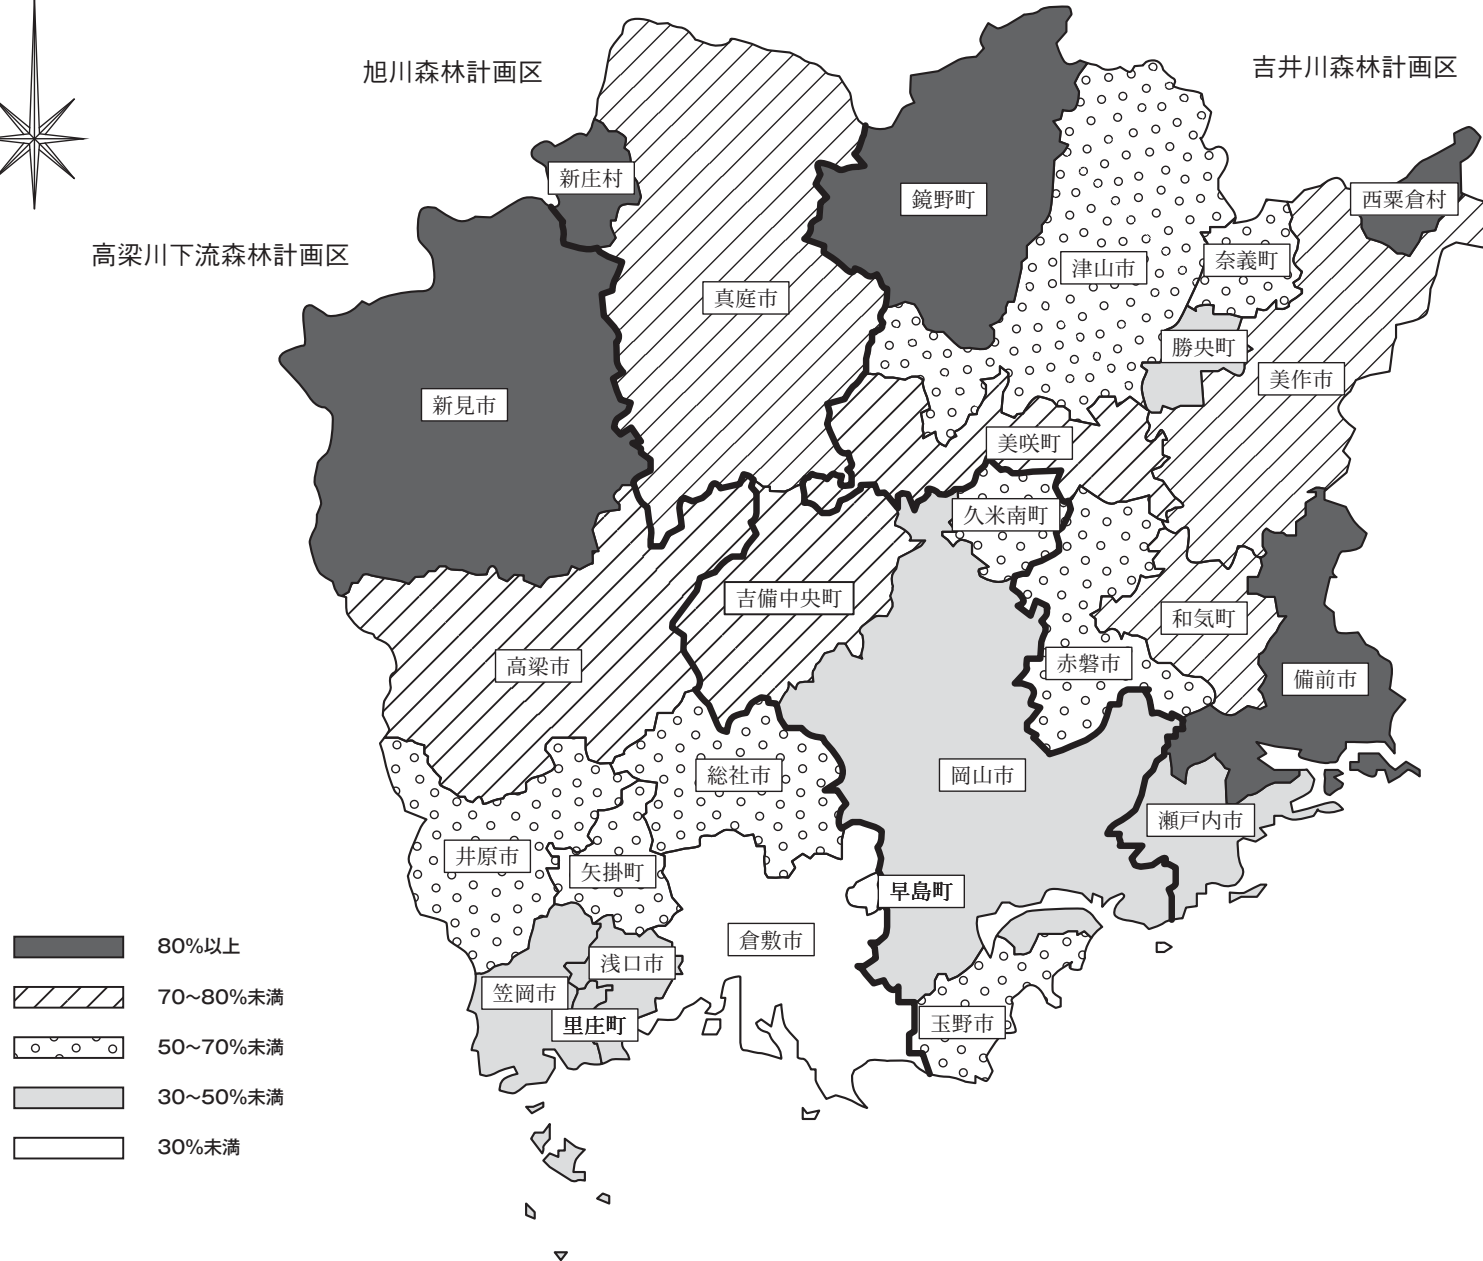 旭川森林計画区
吉井川森林計画区
高梁川下流森林計画区
新庄村
鏡野町
西粟倉村
奈義町
津山市
真庭市
勝央町
美作市
新見市
美咲町
久米南町
吉備中央町
和気町
高梁市
赤磐市
備前市
総社市
岡山市
瀬戸内市
井原市
矢掛町
早島町
倉敷市
浅口市
笠岡市
里庄町
玉野市
80%以上
70~80%未満
50~70%未満
30~50%未満
30%未満